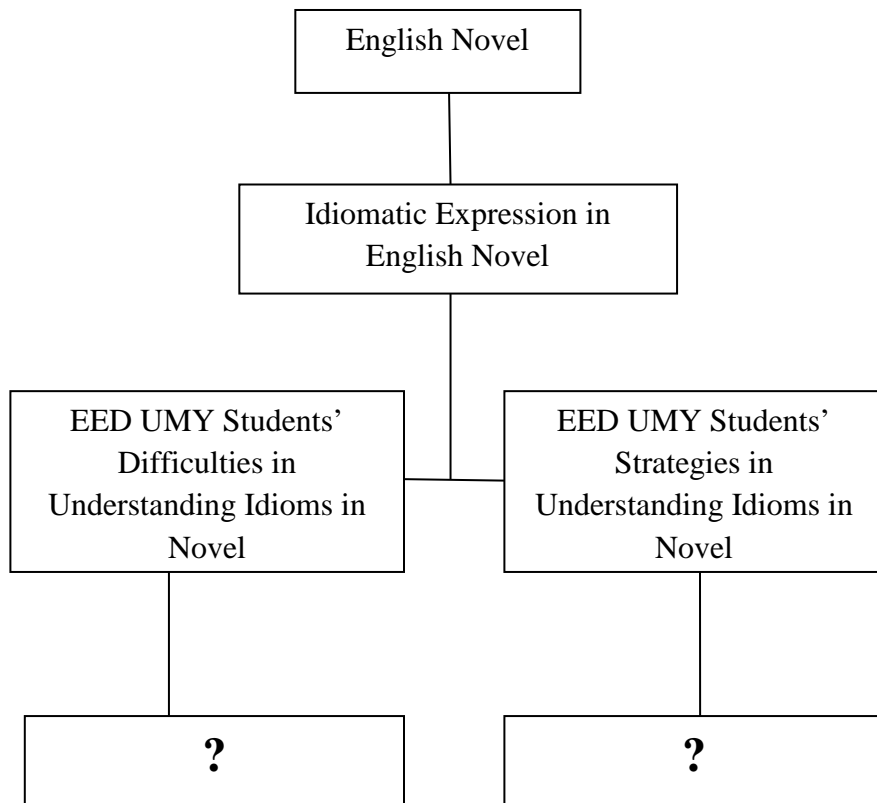 English Novel
Idiomatic Expression in
English Novel
EED UMY Students’
Difficulties in
Understanding Idioms in
Novel
EED UMY Students’
Strategies in
Understanding Idioms in
Novel
?
?